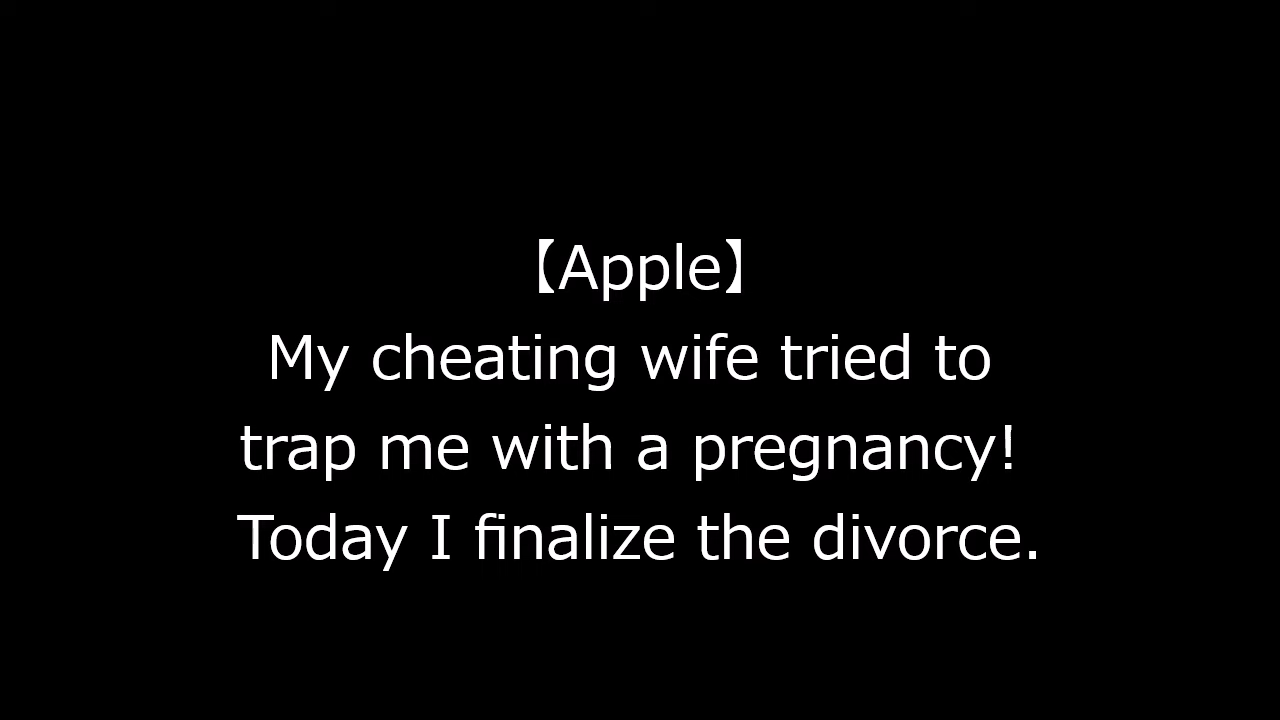 【Apple】
My cheating wife tried to
trap me with a pregnancy!
Today I finalize the divorce.